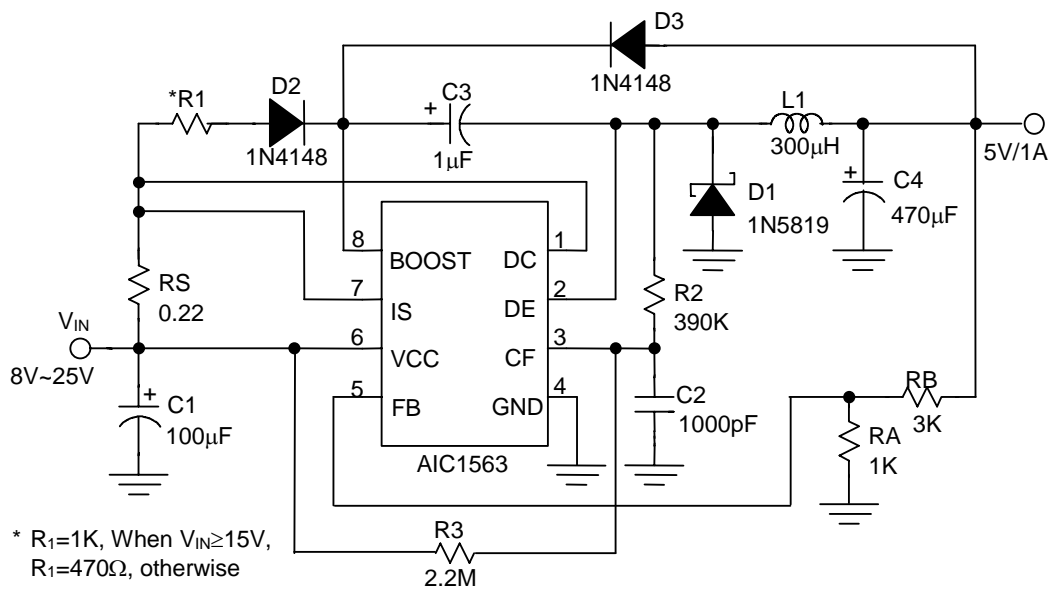 D3
1N4148
*R1
D2
1N4148
C3
+
1μF
L1
300μH
5V/1A
D1
1N5819
+
C4
470μF
8
BOOST
DC
1
7
IS
DE
2
6
VCC
CF
3
5
FB
GND
4
AIC1563
RS
0.22
VIN
8V~25V
+
C1
100μF
R2
390K
C2
1000pF
RB
3K
RA
1K
R3
2.2M
* R1=1K, When VIN≥15V,
R1=470Ω, otherwise